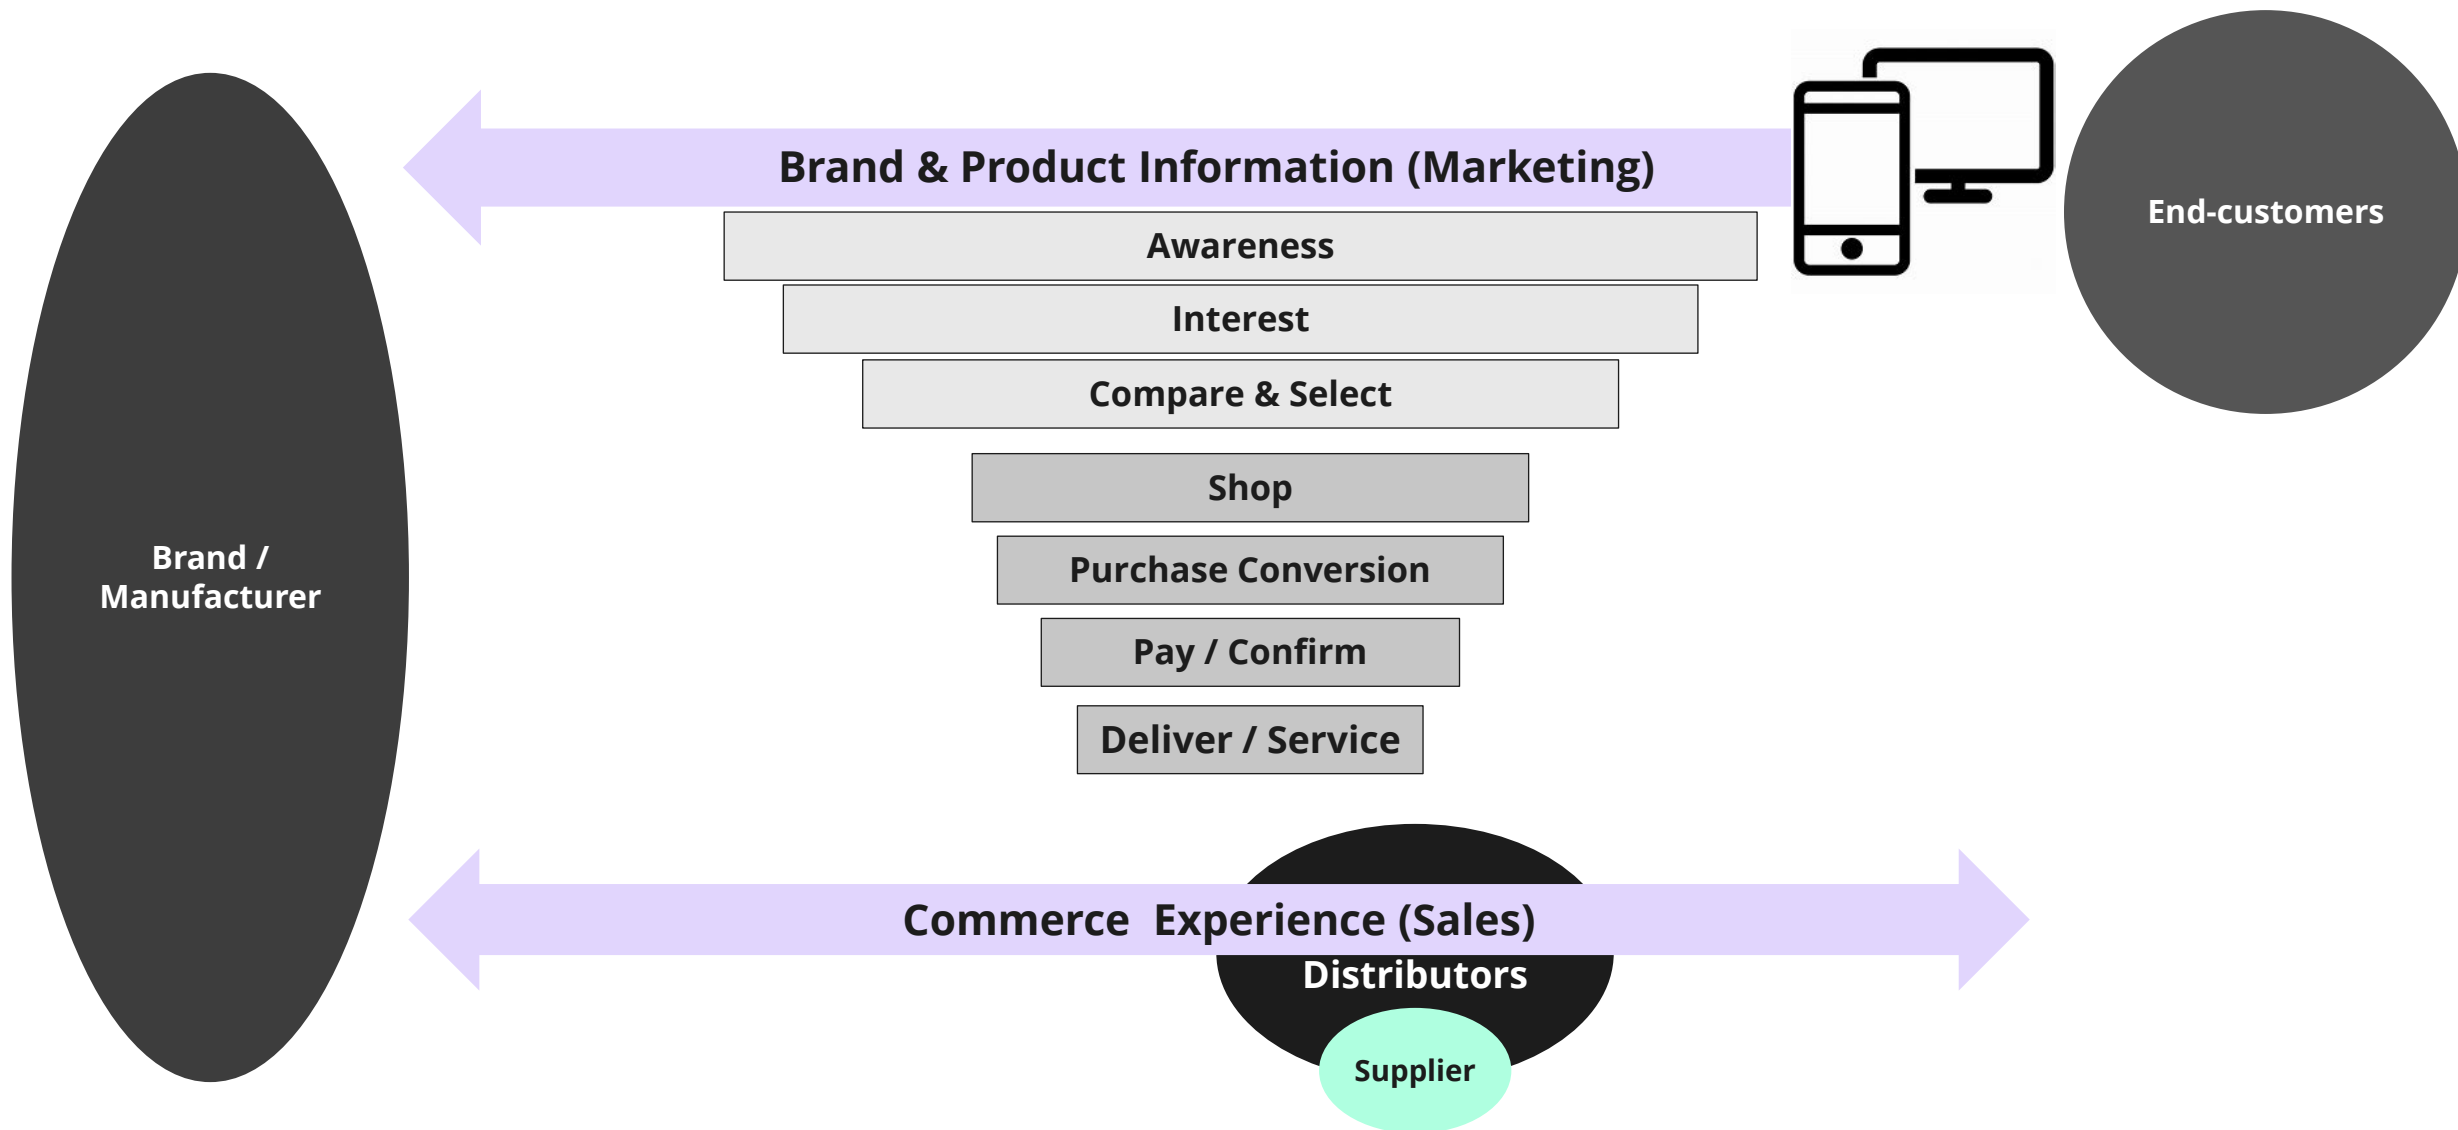 Brand & Product Information (Marketing)
End-customers
Awareness
Interest
Compare & Select
Shop
Brand /
Manufacturer
Purchase Conversion
Pay / Confirm
Deliver / Service
Commerce  Experience (Sales)
Distributors
Supplier